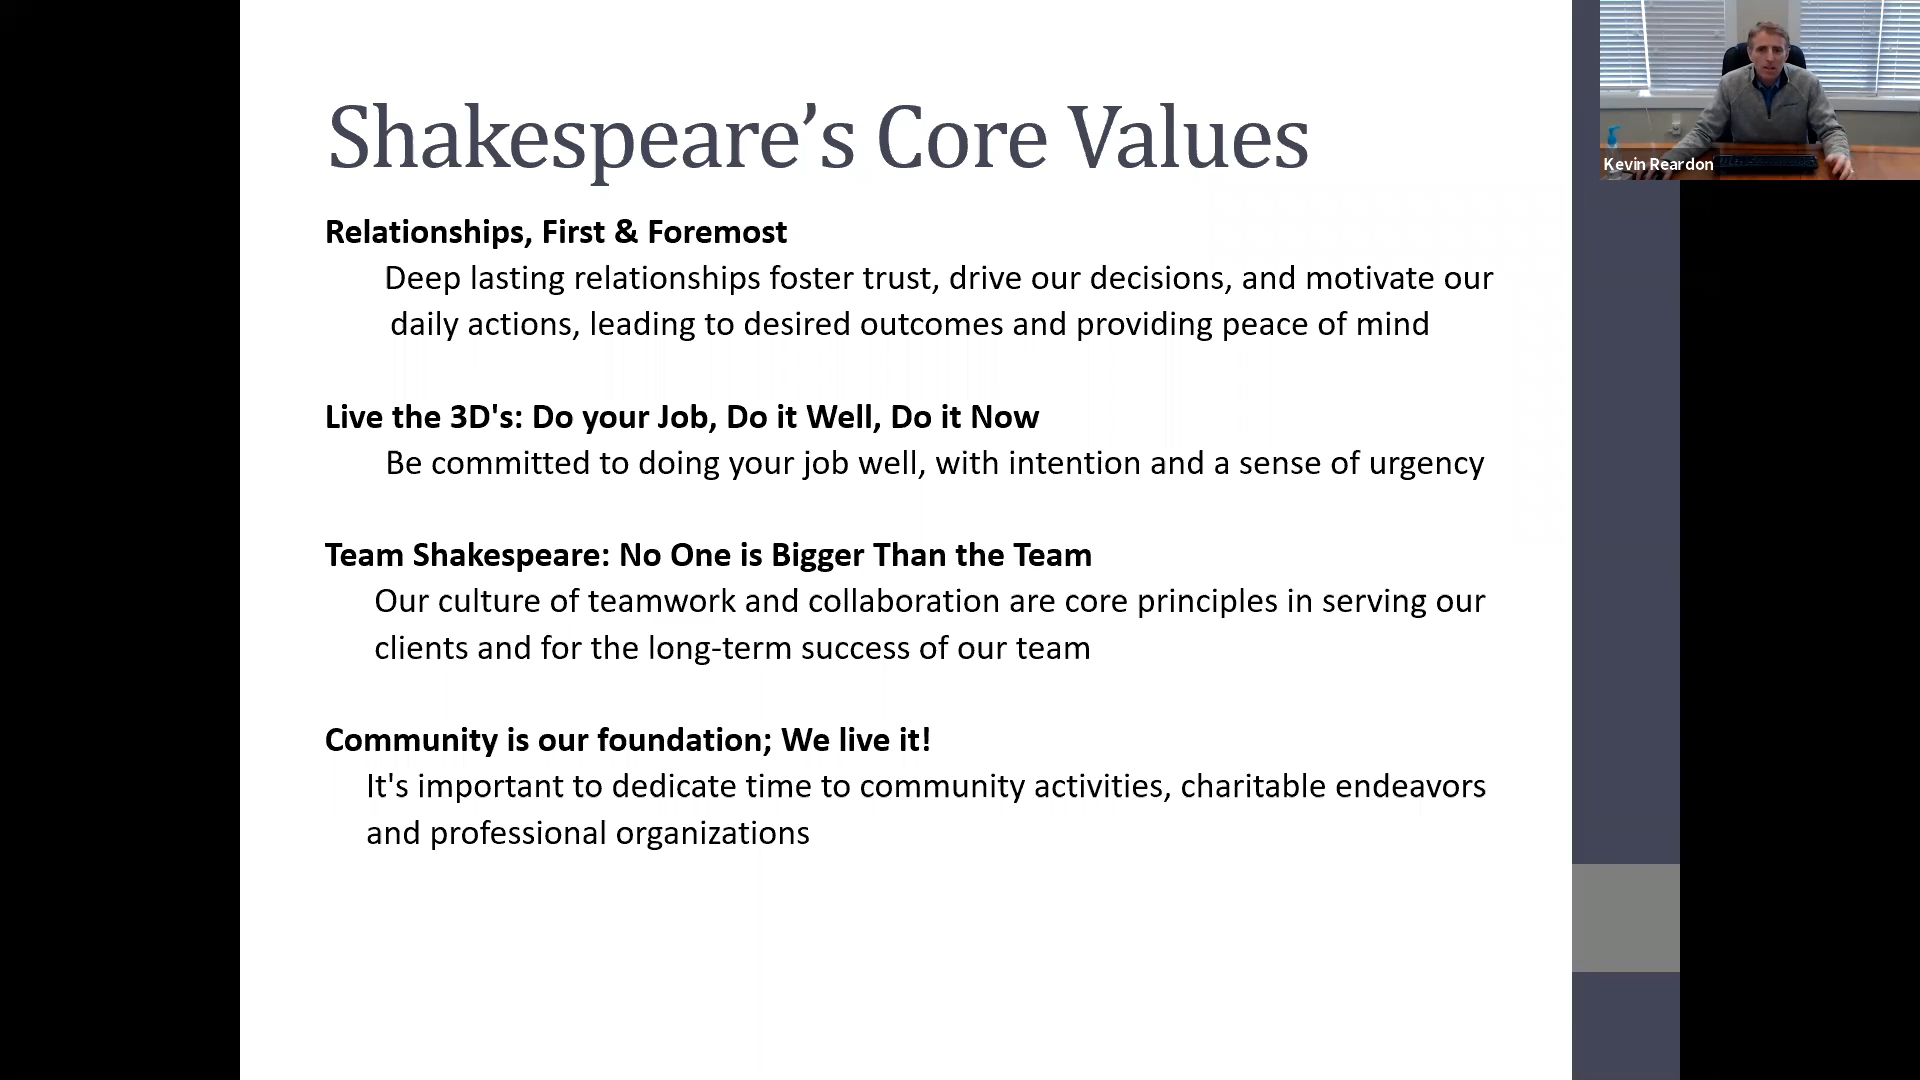 Shakespeare’s Core Values
Kevin Reardon
Relationships, First & Foremost
Deep lasting relationships foster trust, drive our decisions, and motivate our
daily actions, leading to desired outcomes and providing peace of mind
Live the 3D's: Do your Job, Do it Well, Do it Now
Be committed to doing your job well, with intention and a sense of urgency
Team Shakespeare: No One is Bigger Than the Team
Our culture of teamwork and collaboration are core principles in serving our
clients and for the long-term success of our team
Community is our foundation; We live it!
It's important to dedicate time to community activities, charitable endeavors
and professional organizations